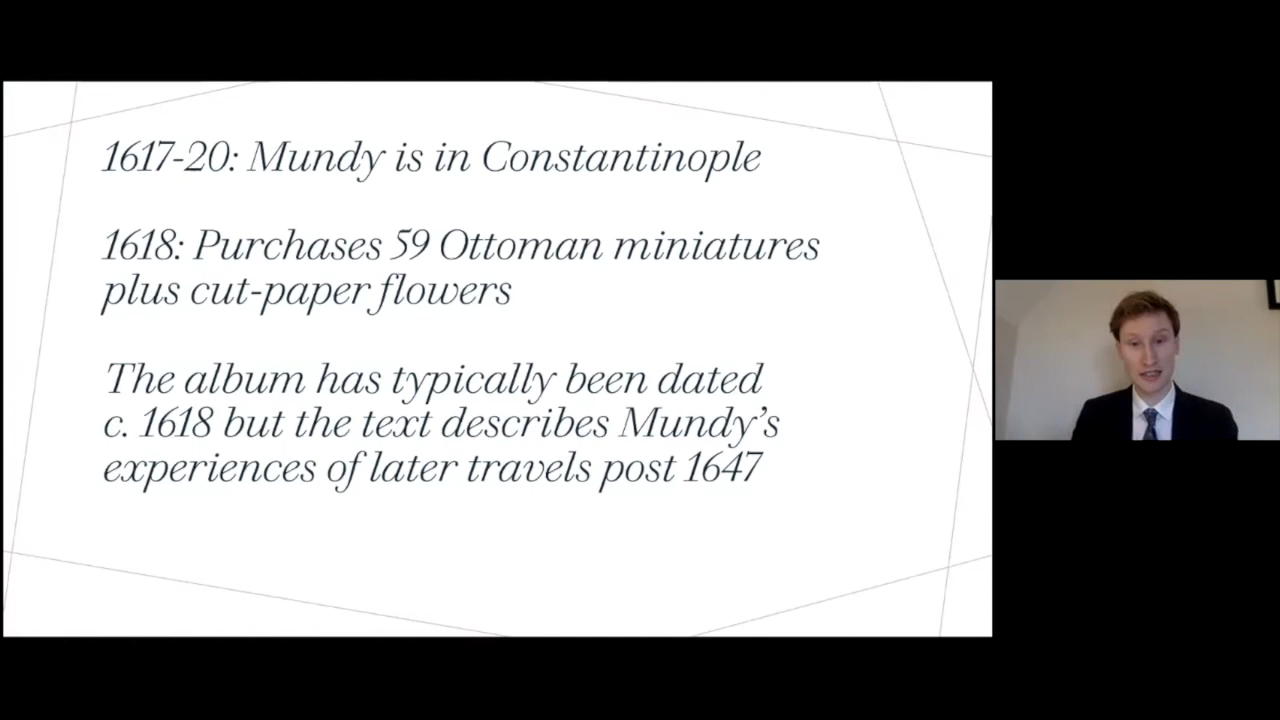 1617-20: Mundy is in Constantinople
1618: Purchases 59 Ottoman miniatures
plus cut-paper flowers
The album has typically been dated
c. 1618 but the text describes Mundy’s
experiences of later travels post 1647